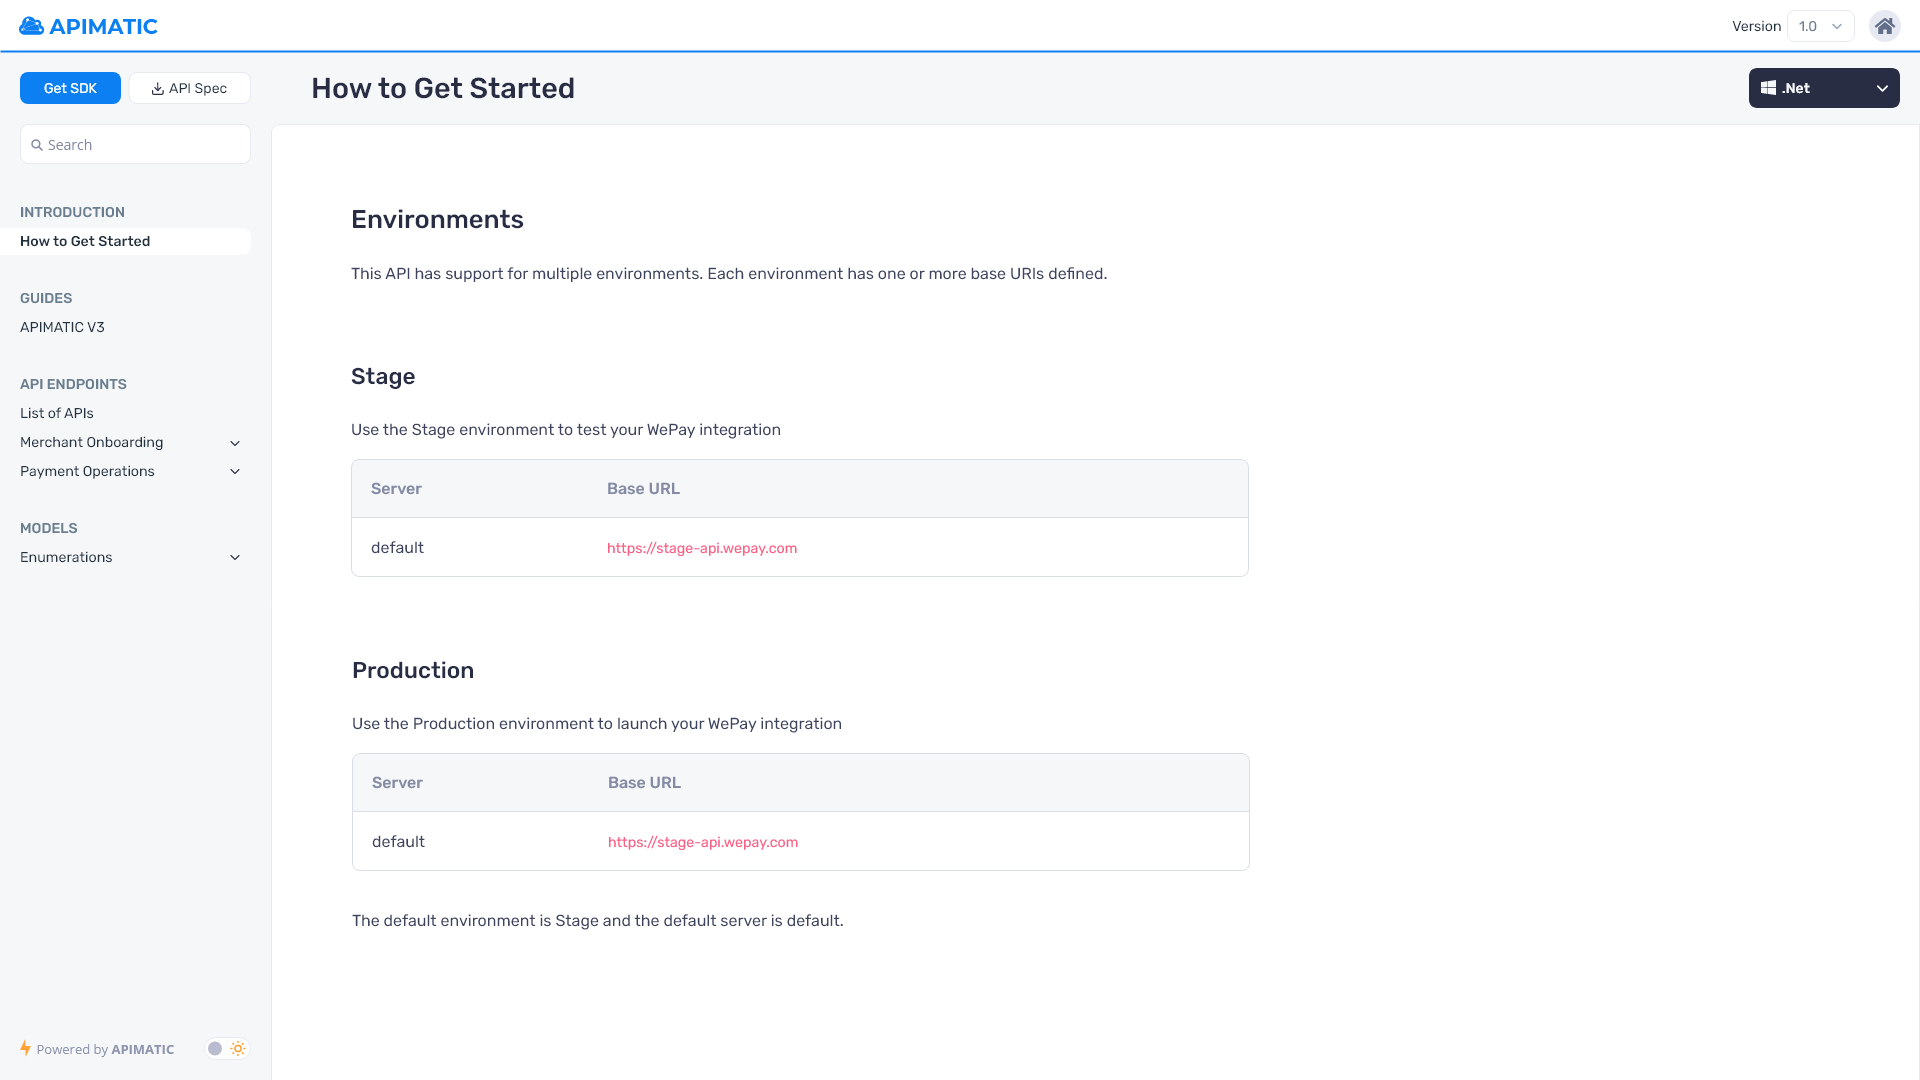 APIMATIC
Version 1.0
Get SDK
API Spec
How to Get Started
.Net
Search
INTRODUCTION
How to Get Started
GUIDES
APIMATIC V3
API ENDPOINTS
List of APIs
Merchant Onboarding
Payment Operations
MODELS
Enumerations
Environments
This API has support for multiple environments. Each environment has one or more base URIs defined.
Stage
Use the Stage environment to test your WePay integration
Server Base URL
default https://stage-api.wepay.com
Production
Use the Production environment to launch your WePay integration
Server Base URL
default https://stage-api.wepay.com
The default environment is Stage and the default server is default.
Powered by APIMATIC